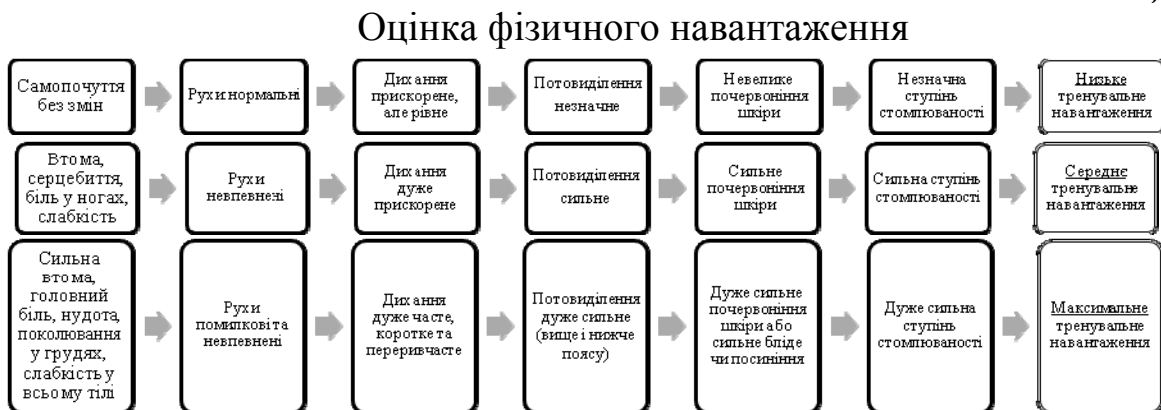 Оцінка фізичного навантаження
Самопочуття
без змін
Рухи нормальні
Дихання
прискорене,
але рівне
Потовиділення
незначне
Невелике
почервоніння
шкіри
Незначна
ступінь
стомлюваності
Низьке
тренувальне
навантаження
Втома,
серцебиття,
біль у ногах,
слабкість
Рухи
невпевнені
Дихання
дуже
прискорене
Потовиділення
сильне
Сильне
почервоніння
шкіри
Сильна ступінь
стомлюваності
Середнє
тренувальне
навантаження
Сильна
втома,
головний
біль, нудота,
поколювання
у грудях,
слабкість у
всьому тілі
Рухи
помилкові та
невпевнені
Дихання
дуже часте,
коротке та
переривчасте
Потовиділення
дуже сильне
(вище і нижче
поясу)
Дуже сильне
почервоніння
шкіри або
сильне бліде
чи посиніння
Дуже сильна
ступінь
стомлюваності
Максимальне
тренувальне
навантаження